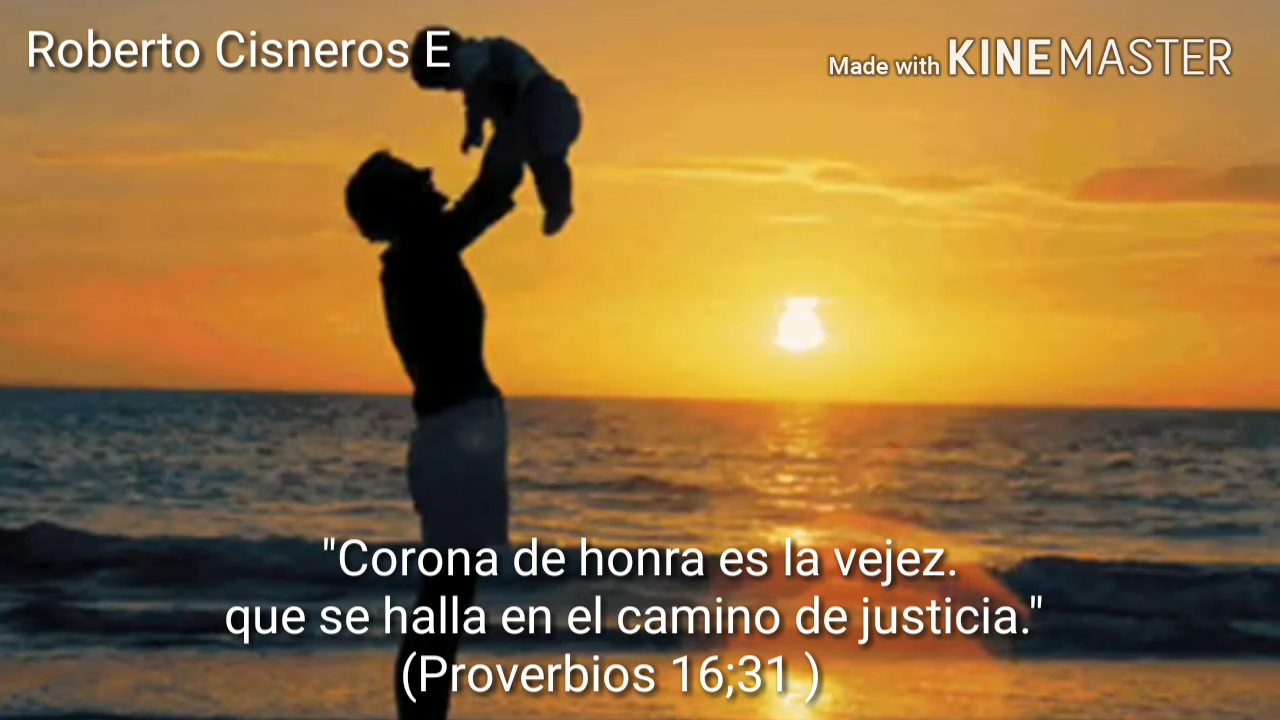 Roberto Cisneros E
Made with KINEMASTER
"Corona de honra es la vejez.
que se halla en el camino de justicia."
(Proverbios 16;31 )